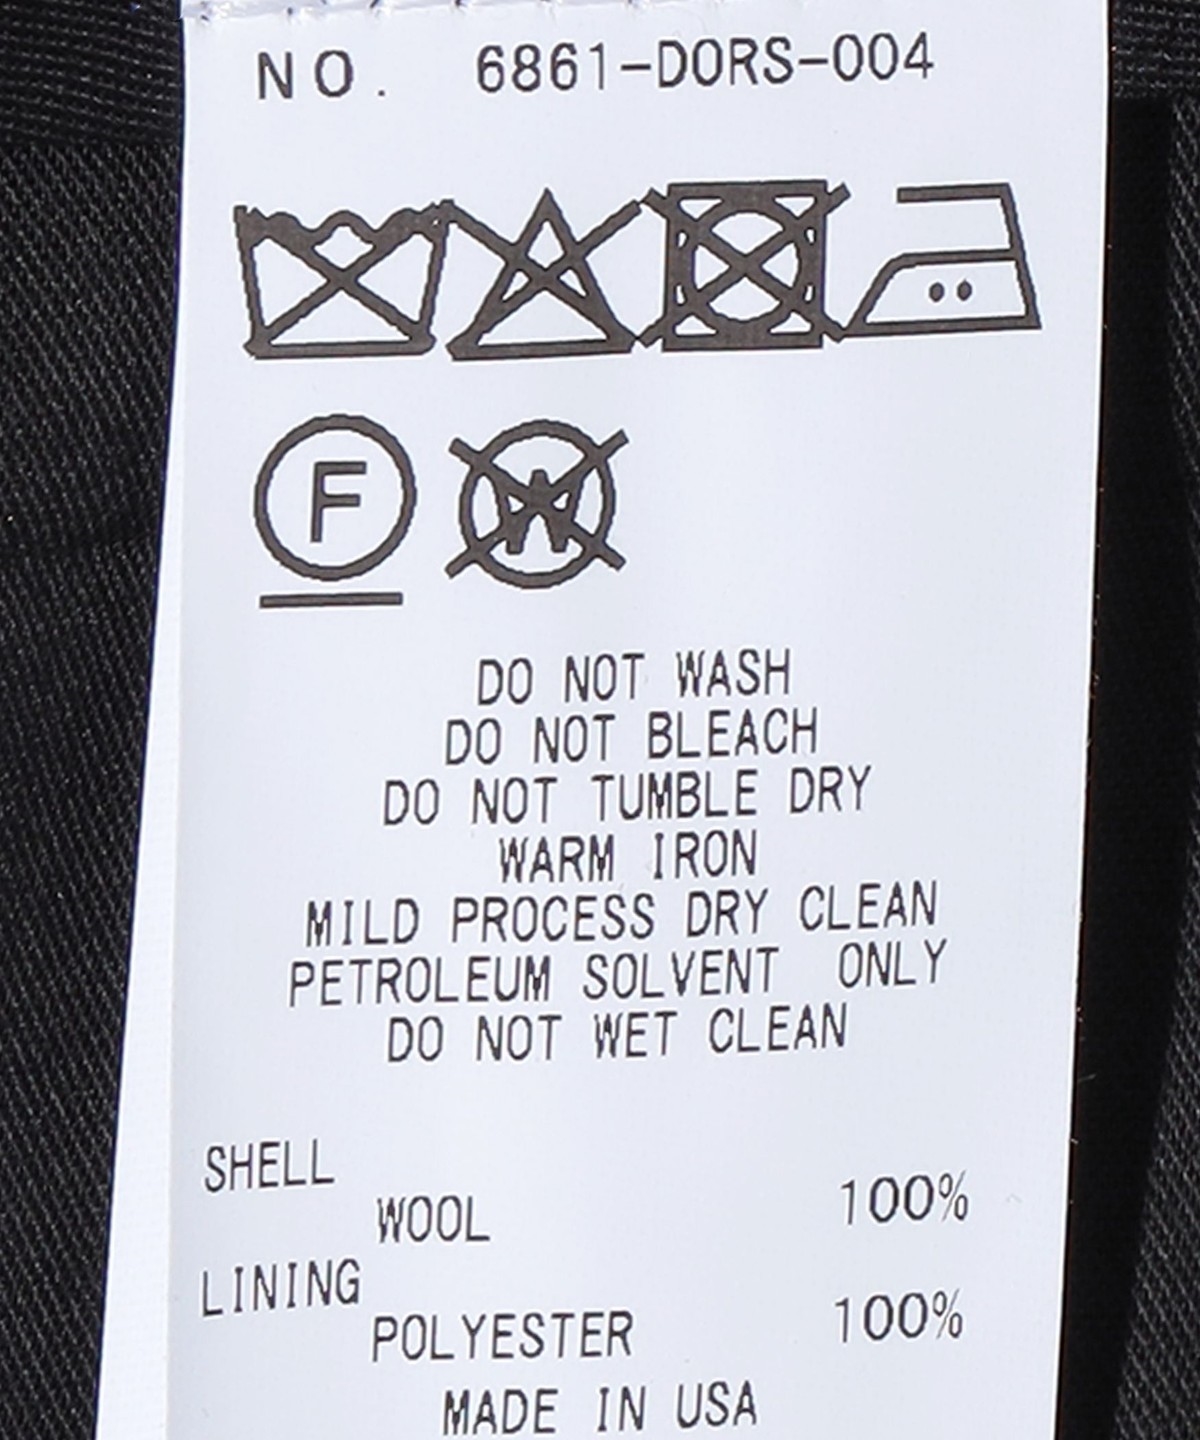 NO. 6861-DORS-004
F W
DO NOT WASH
DO NOT BLEACH
DO NOT TUMBLE DRY
WARM IRON
MILD PROCESS DRY CLEAN
PETROLEUM SOLVENT ONLY
DO NOT WET CLEAN
SHELL
WOOL 100%
LINING
POLYESTER 100%
MADE IN USA